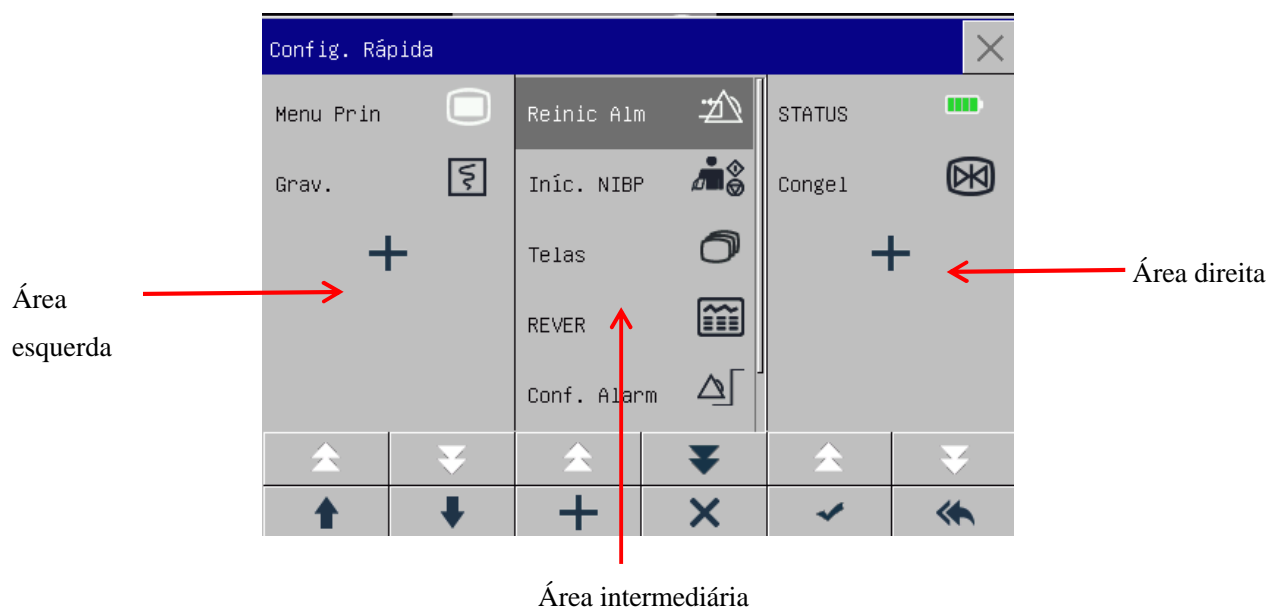 Config. Rápida
Menu Prin
Grav.
Reinic Alm
Iníc. NIBP
Telas
REVER
Conf. Alarm
STATUS
Congel
Área
esquerda
Área direita
Área intermediária